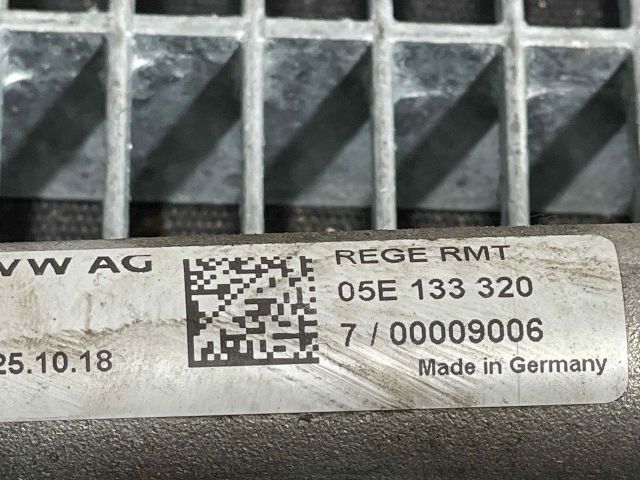 VW AG
REGE RMT
05E 133 320
7 / 00009006
25.10.18
Made in Germany